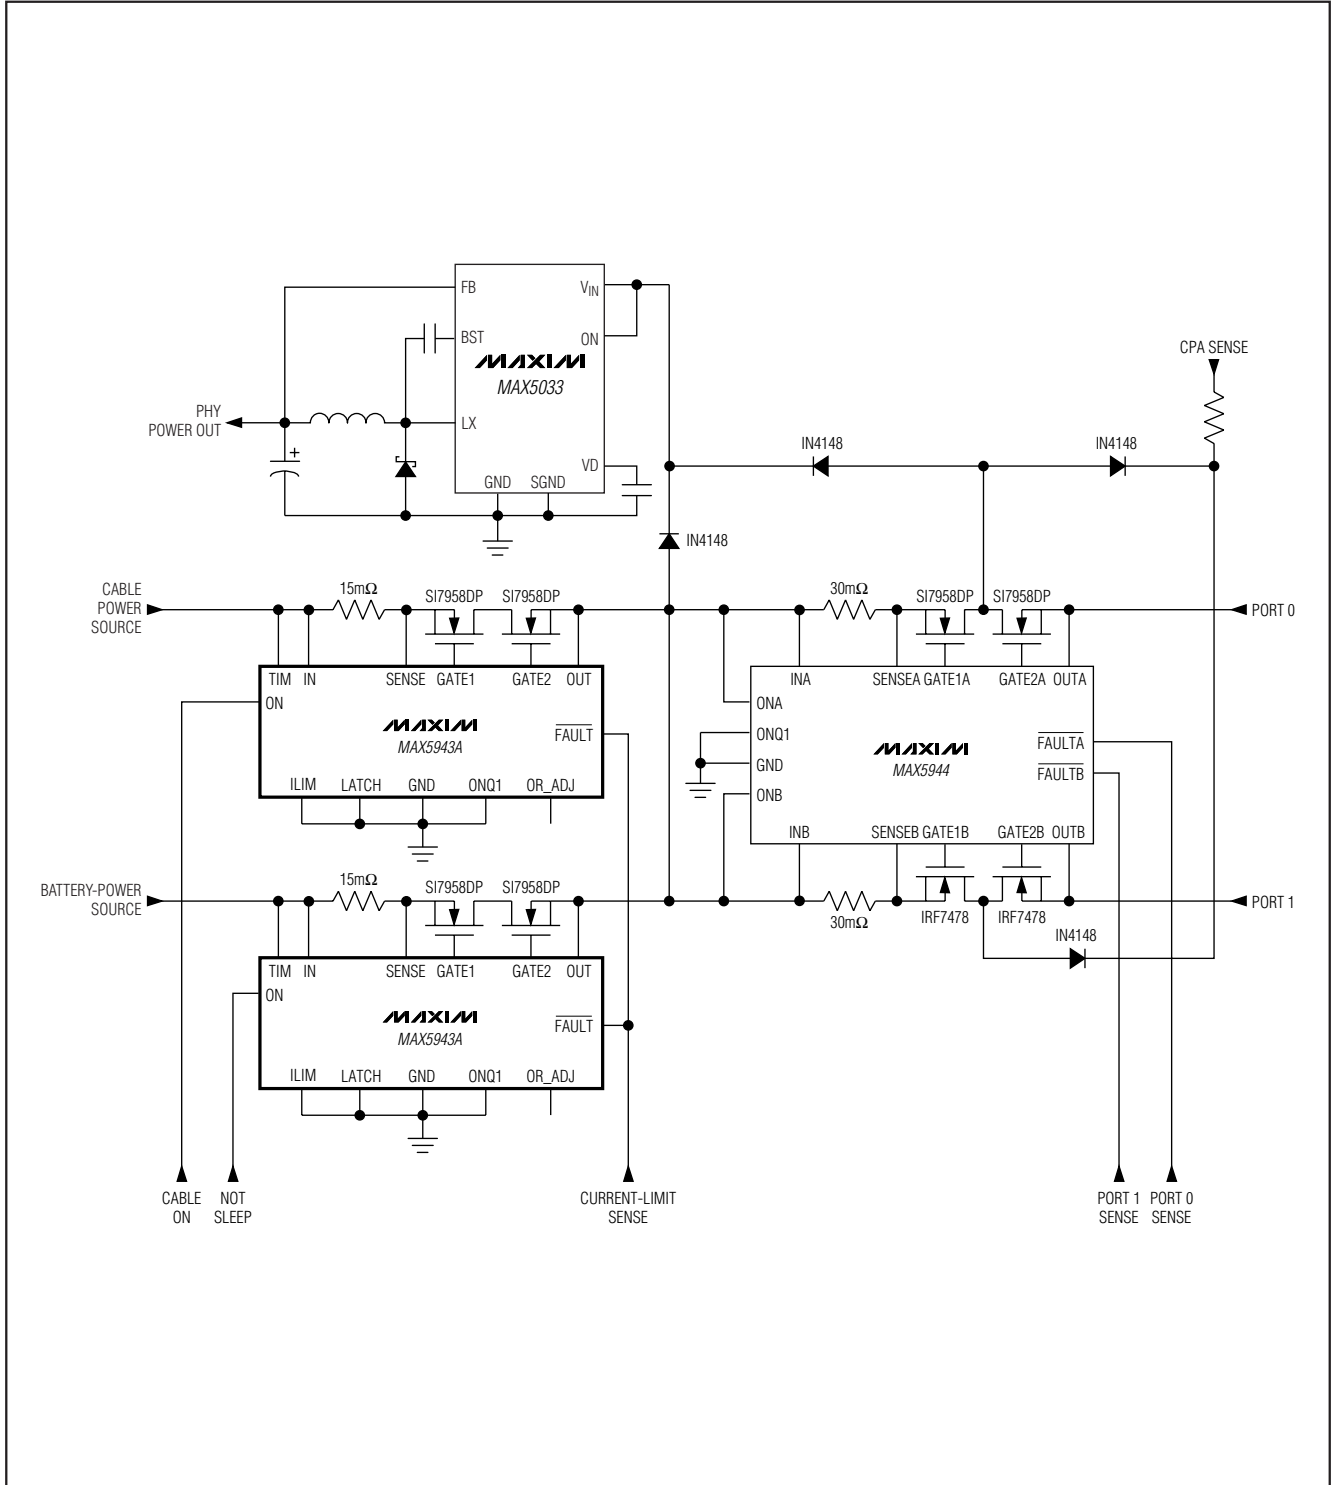 FB
VIN
BST
ON
MAXIM
MAX5033
LX
VD
GND SGND
PHY
POWER OUT
+
CPA SENSE
IN4148
IN4148
IN4148
CABLE
POWER
SOURCE
15mΩ
SI7958DP SI7958DP
TIM IN SENSE GATE1 GATE2 OUT
ON
MAXIM
MAX5943A
FAULT
ILIM LATCH GND ONQ1 OR_ADJ
30mΩ
SI7958DP SI7958DP
PORT 0
INA SENSEA GATE1A GATE2A OUTA
ONA
ONQ1
GND
ONB
MAXIM
MAX5944
FAULTA
FAULTB
INB SENSEB GATE1B GATE2B OUTB
30mΩ
IRF7478 IRF7478
PORT 1
IN4148
BATTERY-POWER
SOURCE
15mΩ
SI7958DP SI7958DP
TIM IN SENSE GATE1 GATE2 OUT
ON
MAXIM
MAX5943A
FAULT
ILIM LATCH GND ONQ1 OR_ADJ
CABLE
ON
NOT
SLEEP
CURRENT-LIMIT
SENSE
PORT 1
SENSE
PORT 0
SENSE